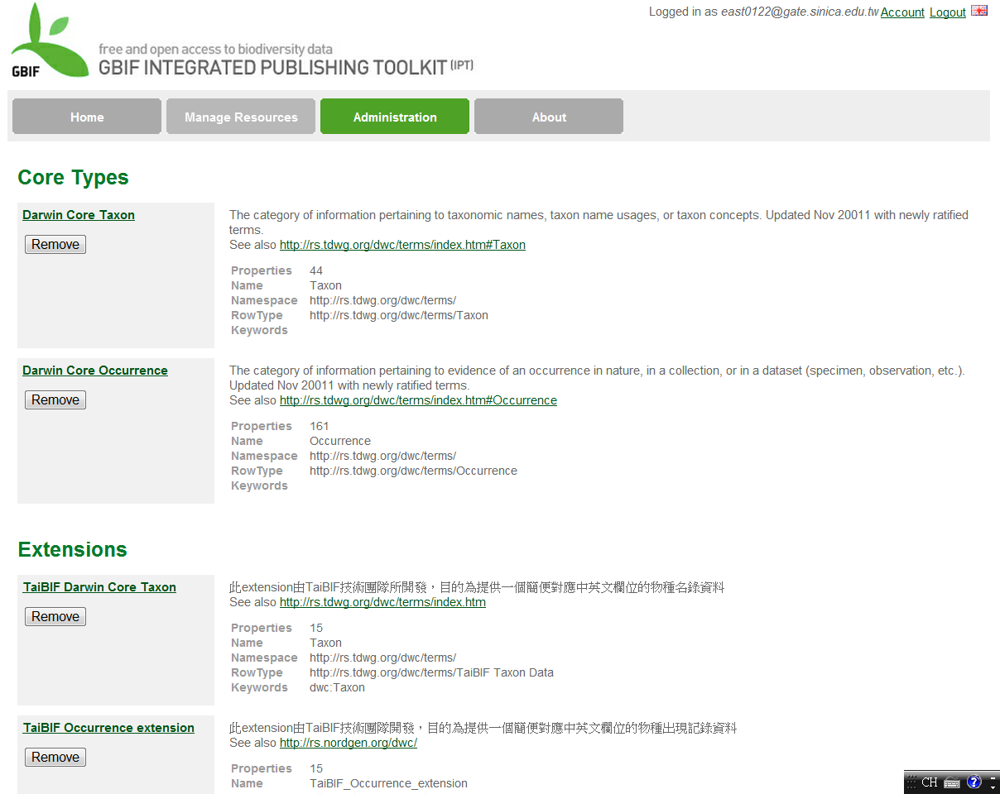 Logged in as east0122@gate.sinica.edu.tw Account Logout
GBIF
free and open access to biodiversity data
GBIF INTEGRATED PUBLISHING TOOLKIT (IPT)
Home Manage Resources Administration About
Core Types
Darwin Core Taxon
Remove
The category of information pertaining to taxonomic names, taxon name usages, or taxon concepts. Updated Nov 20011 with newly ratified
terms.
See also http://rs.tdwg.org/dwc/terms/index.htm#Taxon
Properties 44
Name Taxon
Namespace http://rs.tdwg.org/dwc/terms/
RowType http://rs.tdwg.org/dwc/terms/Taxon
Keywords
Darwin Core Occurrence
Remove
The category of information pertaining to evidence of an occurrence in nature, in a collection, or in a dataset (specimen, observation, etc.).
Updated Nov 20011 with newly ratified terms.
See also http://rs.tdwg.org/dwc/terms/index.htm#Occurrence
Properties 161
Name Occurrence
Namespace http://rs.tdwg.org/dwc/terms/
RowType http://rs.tdwg.org/dwc/terms/Occurrence
Keywords
Extensions
TaiBIF Darwin Core Taxon
Remove
此extension由TaiBIF技術團隊所開發，目的為提供一個簡便對應中英文欄位的物種名錄資料
See also http://rs.tdwg.org/dwc/terms/index.htm
Properties 15
Name Taxon
Namespace http://rs.tdwg.org/dwc/terms/
RowType http://rs.tdwg.org/dwc/terms/TaiBIF Taxon Data
Keywords dwc:Taxon
TaiBIF Occurrence extension
Remove
此extension由TaiBIF技術團隊開發，目的為提供一個簡便對應中英文欄位的物種出現記錄資料
See also http://rs.nordgen.org/dwc/
Properties 15
Name TaiBIF_Occurrence_extension
CH